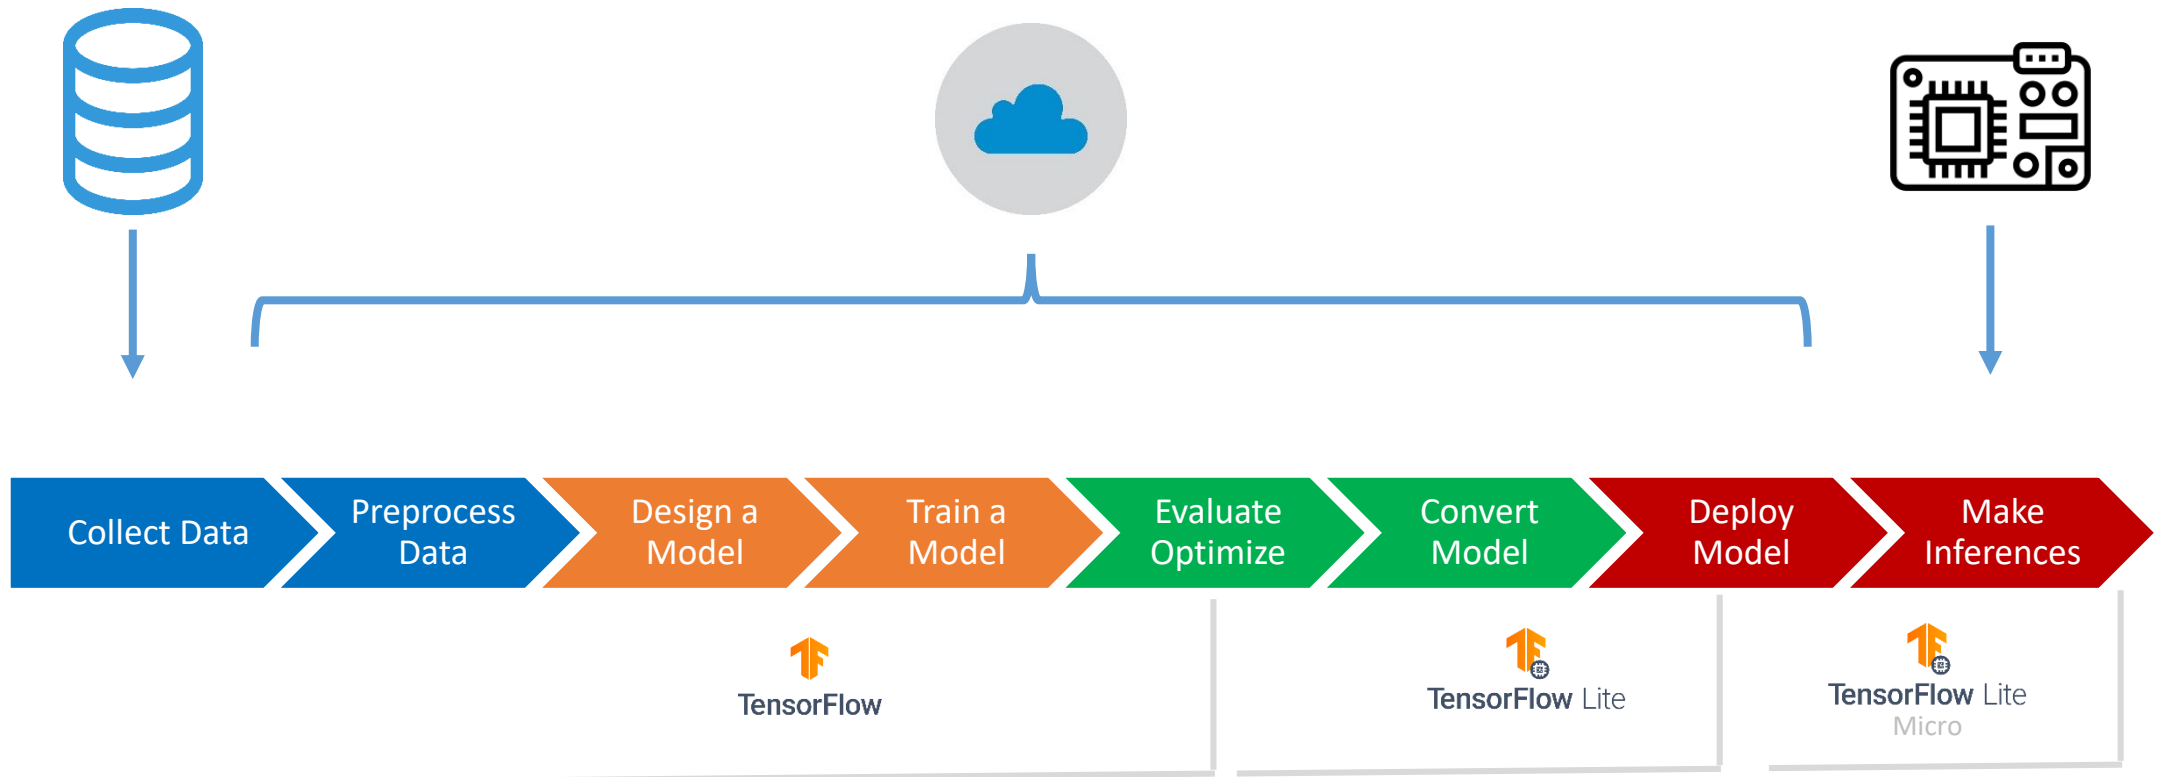 Collect Data
Preprocess
Data
Design a
Model
Train a
Model
Evaluate
Optimize
Convert
Model
Deploy
Model
Make
Inferences
TensorFlow
TensorFlow Lite
TensorFlow Lite
Micro